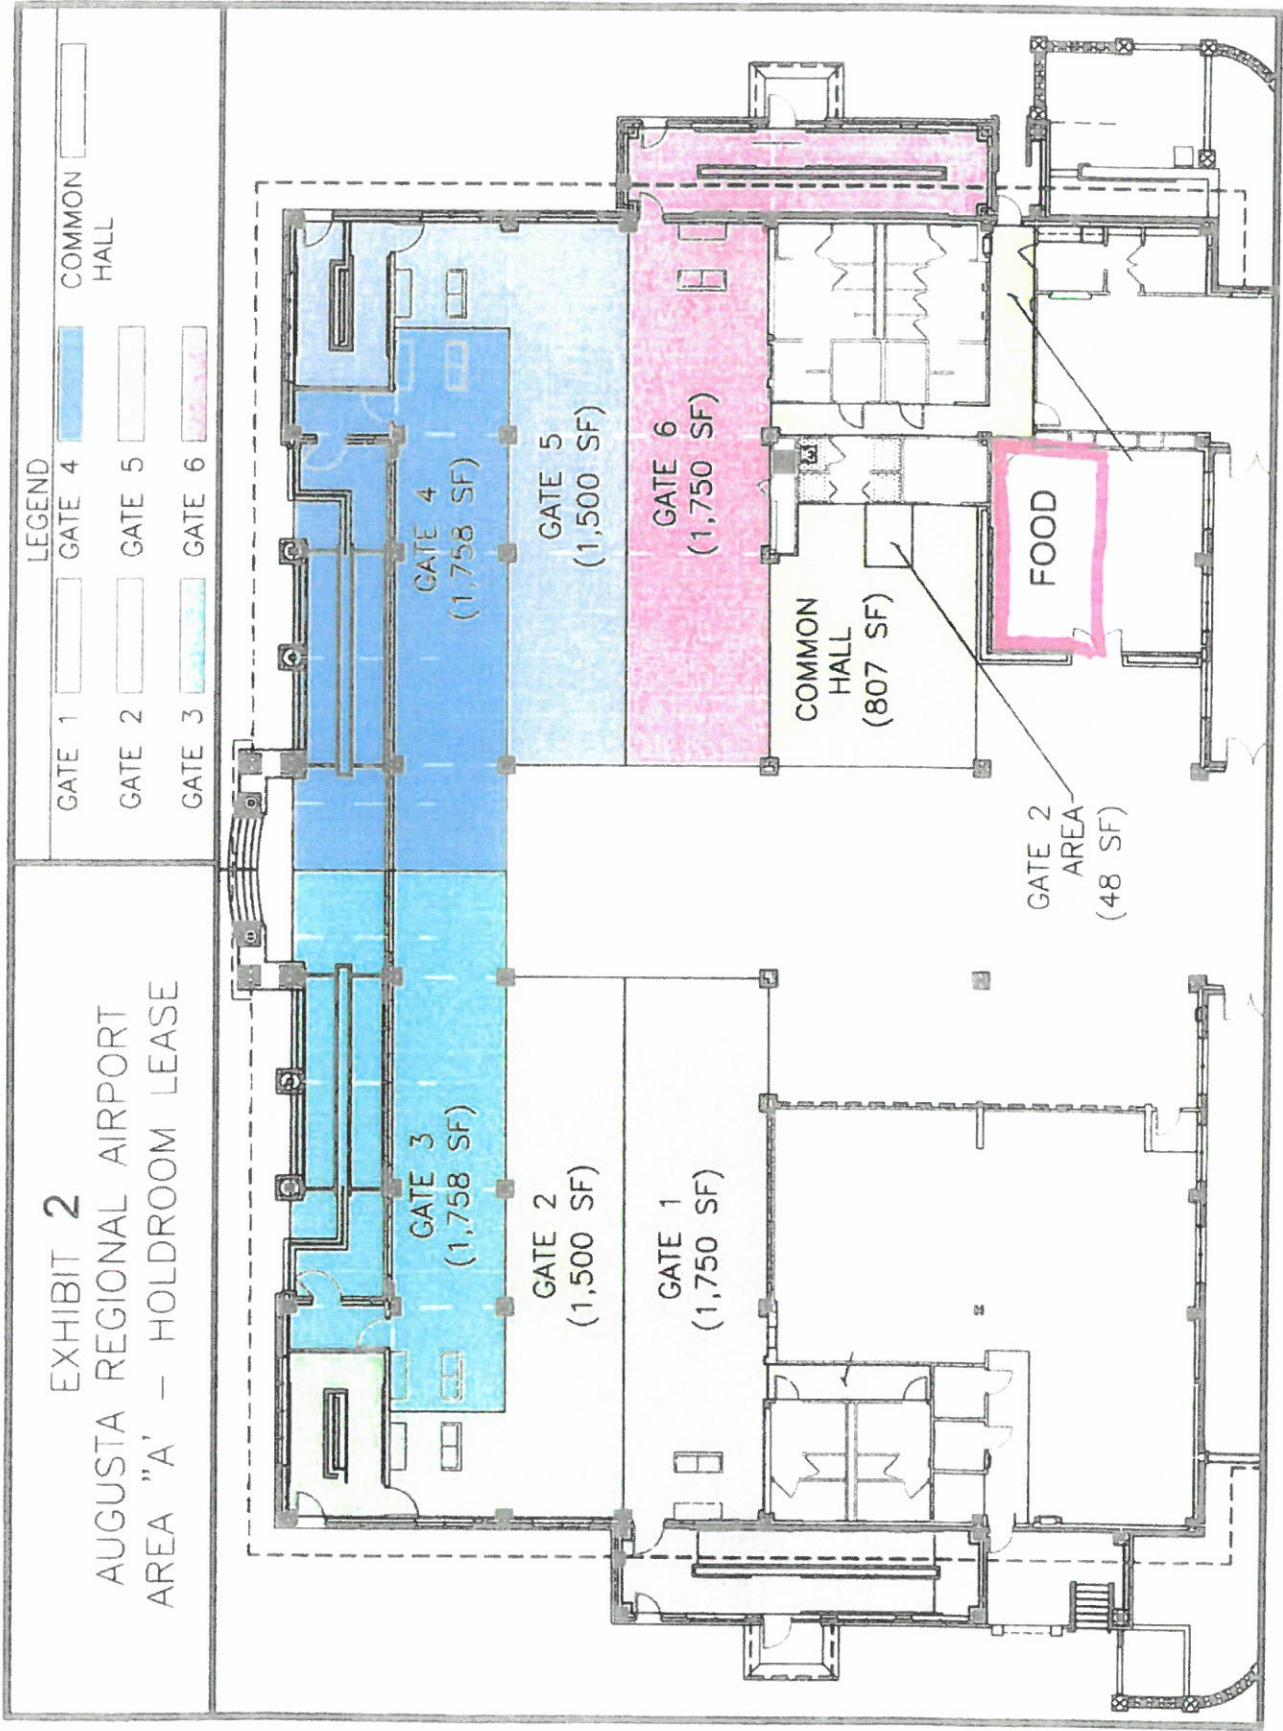 EXHIBIT 2
AUGUSTA REGIONAL AIRPORT
AREA "A' – HOLDROOM LEASE
LEGEND
GATE 1
GATE 4
COMMON
HALL
GATE 2
GATE 5
GATE 3
GATE 6
GATE 3
(1,758 SF)
GATE 4
(1,758 SF)
GATE 2
(1,500 SF)
GATE 5
(1,500 SF)
GATE 1
(1,750 SF)
GATE 6
(1,750 SF)
COMMON
HALL
(807 SF)
GATE 2
AREA
(48 SF)
FOOD